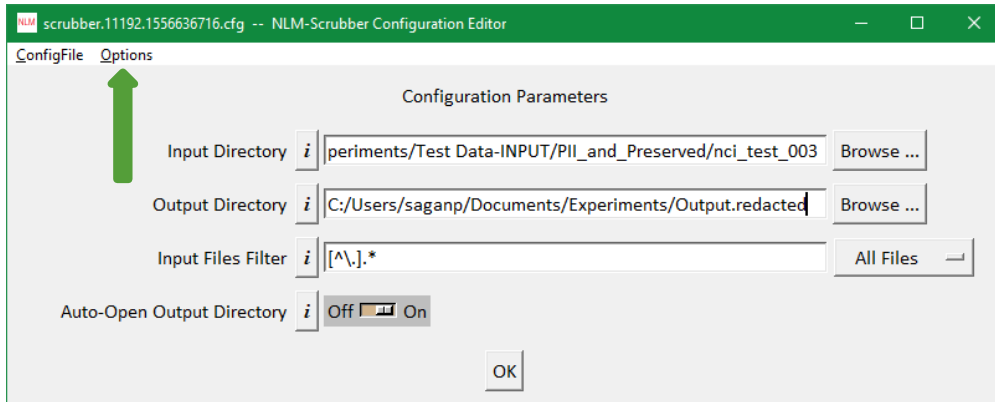 NLM scrubber.11192.1556636716.cfg -- NLM-Scrubber Configuration Editor
ConfigFile Options
Configuration Parameters
Input Directory i periments/Test Data-INPUT/PII_and_Preserved/nci_test_003 Browse ...
Output Directory i C:/Users/saganp/Documents/Experiments/Output.redacted Browse ...
Input Files Filter i [^\.].* All Files
Auto-Open Output Directory i Off On
OK